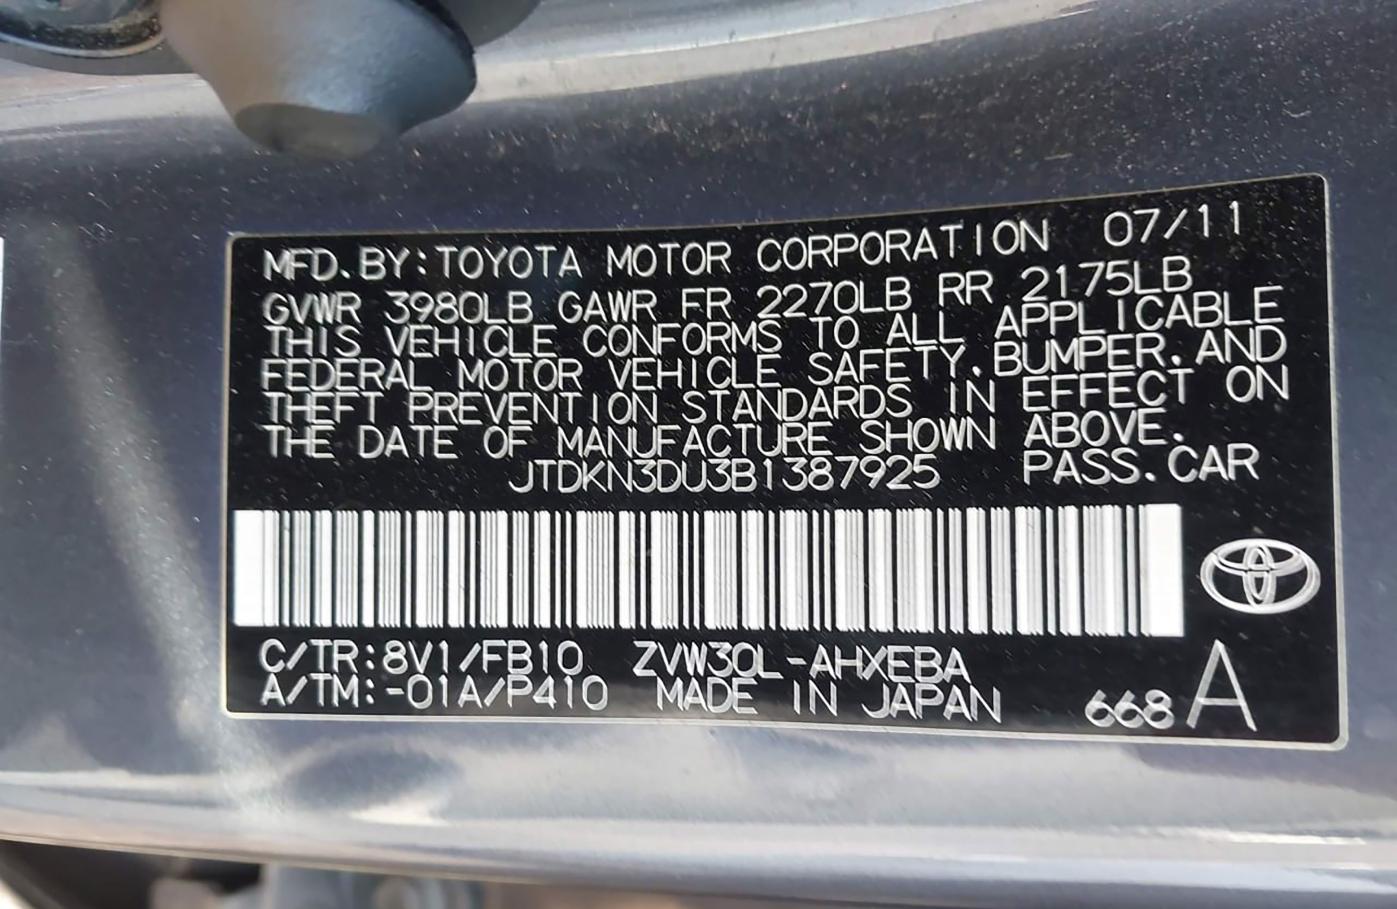 MFD.BY:TOYOTA MOTOR CORPORATION 07/11
GVWR 3980LB GAWR FR 2270LB RR 2175LB
THIS VEHICLE CONFORMS TO ALL APPLICABLE
FEDERAL MOTOR VEHICLE SAFETY.BUMPER.AND
THEFT PREVENTION STANDARDS IN EFFECT ON
THE DATE OF MANUFACTURE SHOWN ABOVE.
JTDKN3DU3B1387925 PASS.CAR
C/TR:8V1/FB10 ZVW30L-AHXEBA
A/TM:-01A/P410 MADE IN JAPAN 668 A